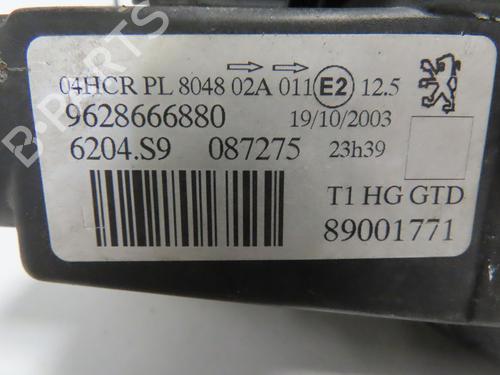 04HCR PL 8048 02A 011 E2 12.5
9628666880 19/10/2003
6204.S9 087275 23h39
T1 HG GTD
89001771
B-PARTS